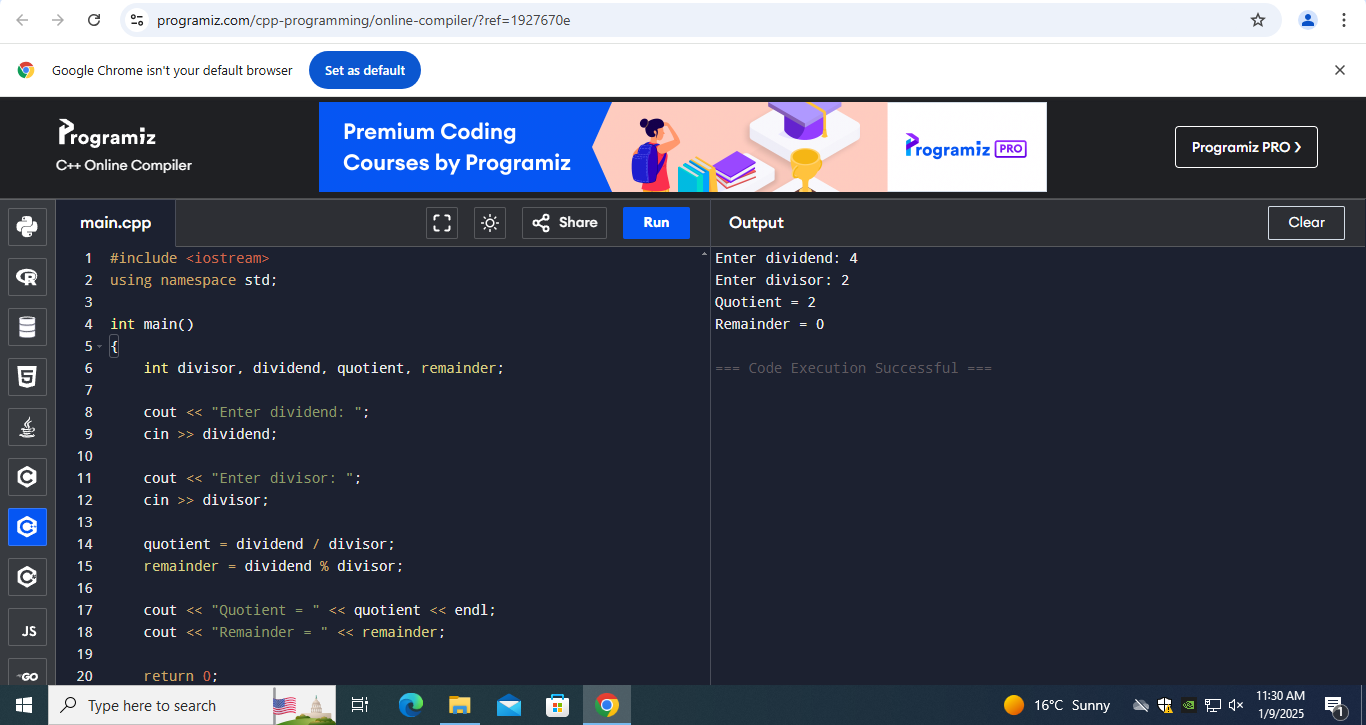 programiz.com/cpp-programming/online-compiler/?ref=1927670e
Google Chrome isn't your default browser
Set as default
Programiz
C++ Online Compiler
Premium Coding
Courses by Programiz
Programiz PRO
Programiz PRO ❯
main.cpp
Share
Run
Output
Clear
1 #include <iostream>
2 using namespace std;
3
4 int main()
5 {
6 int divisor, dividend, quotient, remainder;
7
8 cout << "Enter dividend: ";
9 cin >> dividend;
10
11 cout << "Enter divisor: ";
12 cin >> divisor;
13
14 quotient = dividend / divisor;
15 remainder = dividend % divisor;
16
17 cout << "Quotient = " << quotient << endl;
18 cout << "Remainder = " << remainder;
19
20 return 0;
Enter dividend: 4
Enter divisor: 2
Quotient = 2
Remainder = 0
=== Code Execution Successful ===
R
5
C
C
C
JS
GO
Type here to search
16°C Sunny
11:30 AM
1/9/2025
1